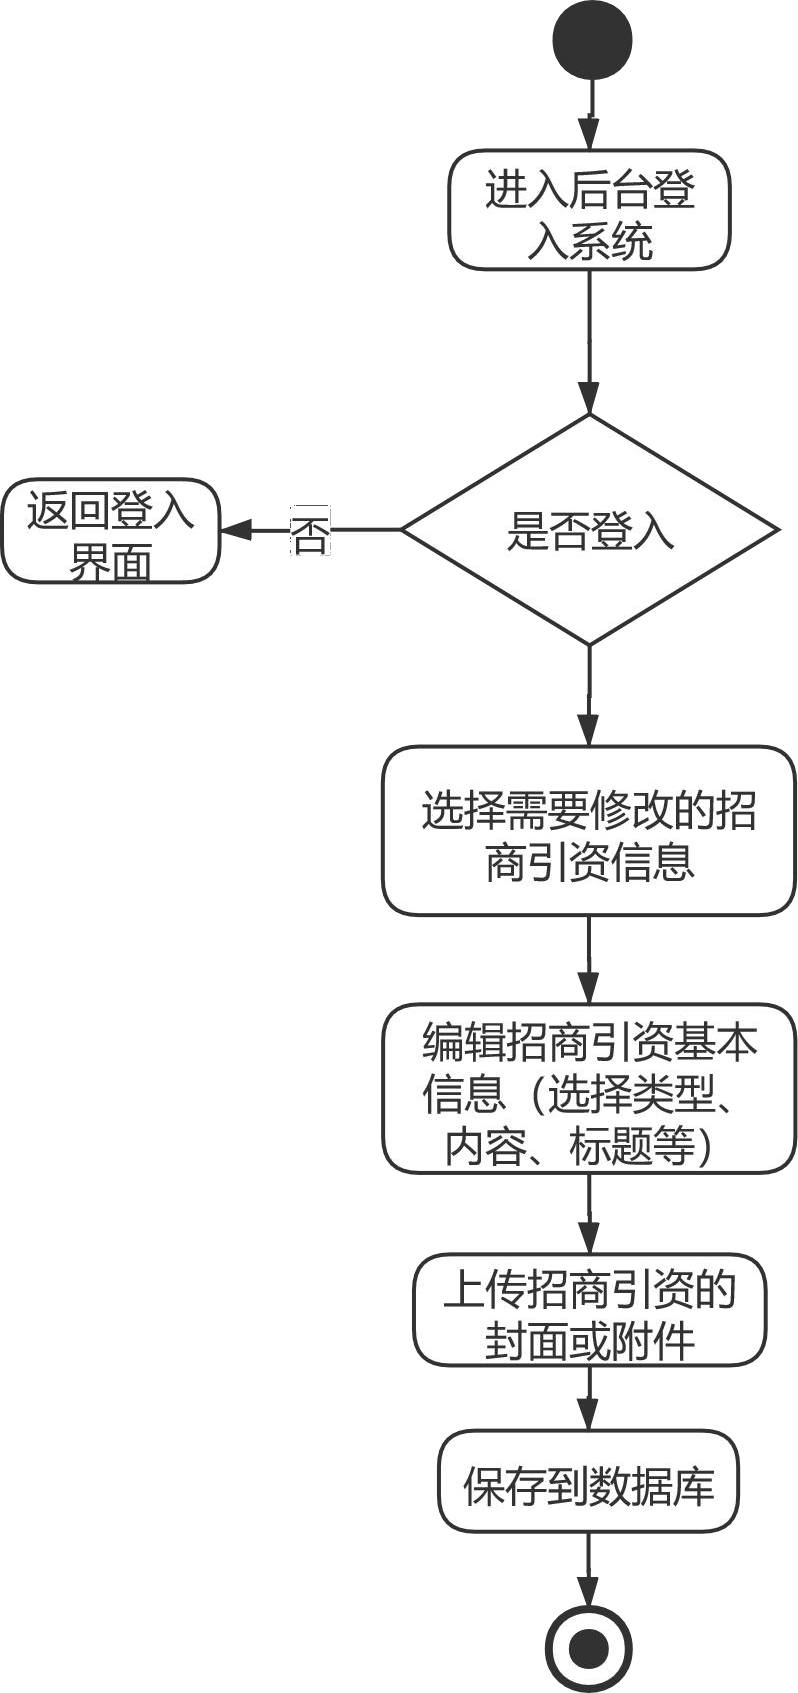 进入后台登
入系统
是否登入
否
返回登入
界面
选择需要修改的招
商引资信息
编辑招商引资基本
信息（选择类型、
内容、标题等）
上传招商引资的
封面或附件
保存到数据库